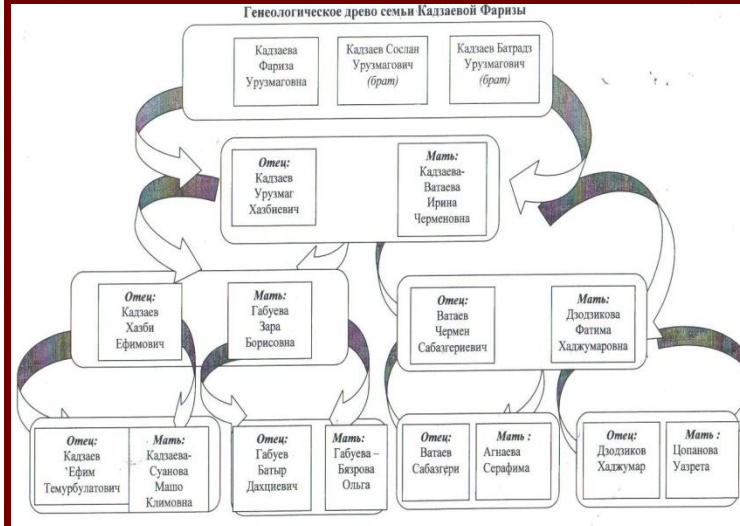 Генеологическое древо семьи Кадзаевой Фаризы
Кадзаева
Фариза
Урузмаговна
Кадзаев Сослан
Урузмагович
(брат)
Кадзаев Батрадз
Урузмагович
(брат)
Отец:
Кадзаев
Урузмаг
Хазбиевич
Мать:
Кадзаева-
Ватаева
Ирина
Черменовна
Отец:
Кадзаев
Хазби
Ефимович
Мать:
Габуева
Зара
Борисовна
Отец:
Ватаев
Чермен
Сабазгериевич
Мать:
Дзодзикова
Фатима
Хаджумаровна
Отец:
Кадзаев
Ефим
Темурбулатович
Мать:
Кадзаева-
Суанова
Машо
Климовна
Отец:
Габуев
Батыр
Дахциевич
Мать:
Габуева –
Бязрова
Ольга
Отец:
Ватаев
Сабазгери
Мать :
Агнаева
Серафима
Отец:
Дзодзиков
Хаджумар
Мать :
Цопанова
Уазрета